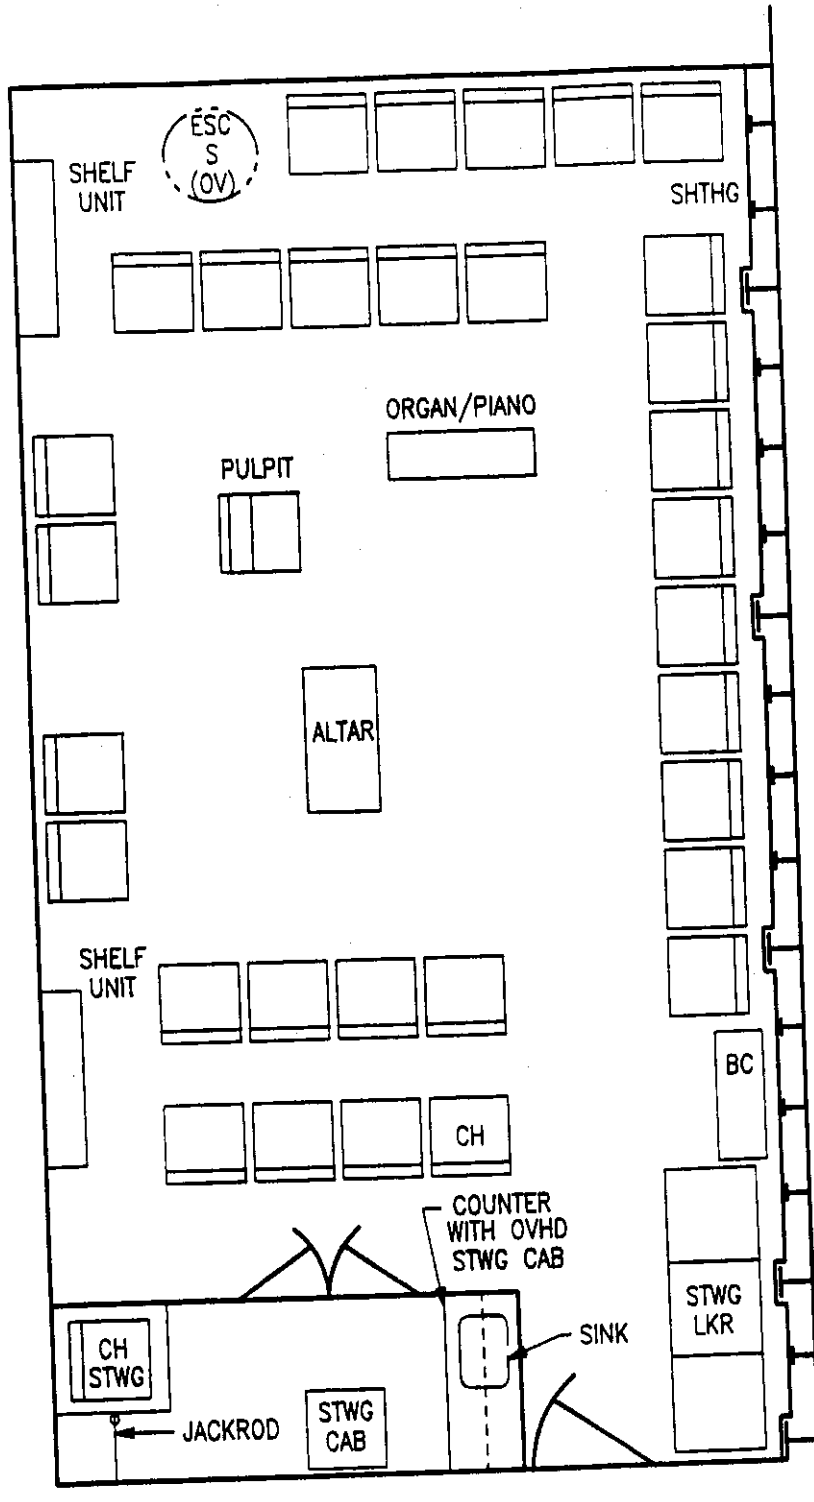 ESC
S
(OV)
SHELF
UNIT
SHTHG
ORGAN/PIANO
PULPIT
ALTAR
SHELF
UNIT
BC
CH
COUNTER
WITH OVHD
STWG CAB
STWG
LKR
SINK
CH
STWG
STWG
CAB
JACKROD